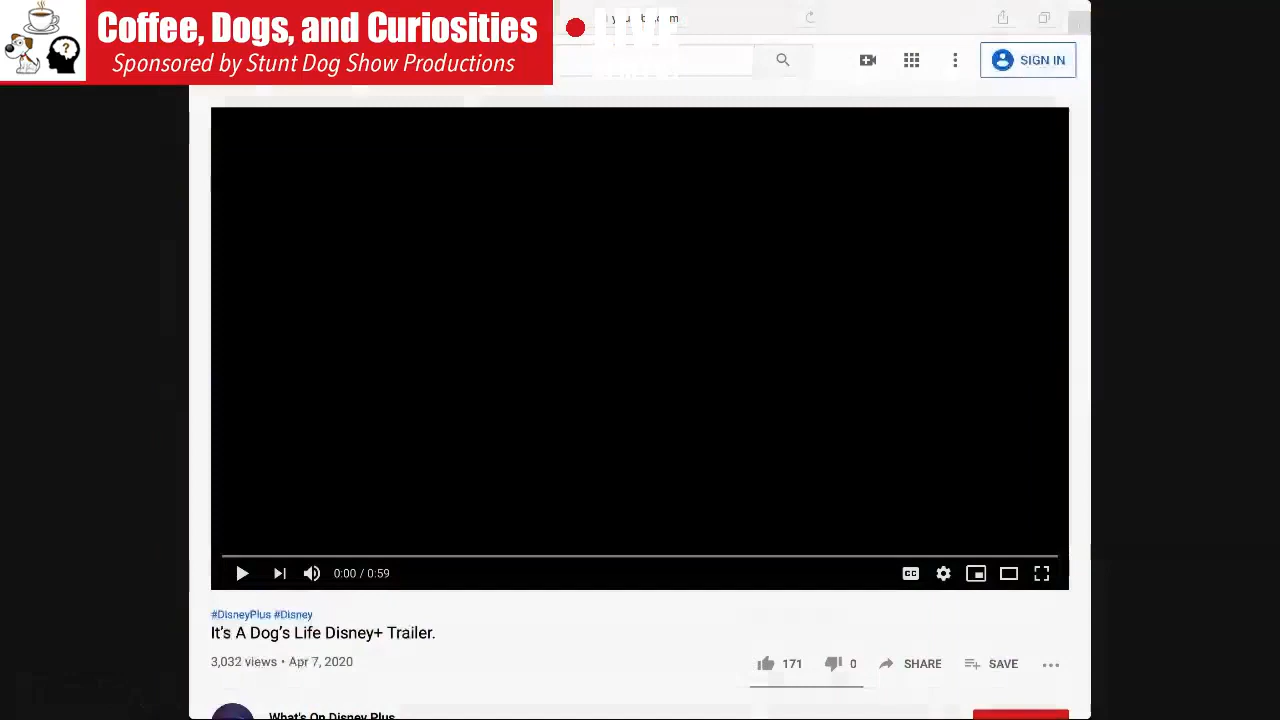 Coffee, Dogs, and Curiosities
Sponsored by Stunt Dog Show Productions
SIGN IN
0:00 / 0:59
CC
#DisneyPlus #Disney
It's A Dog's Life Disney+ Trailer.
3,032 views • Apr 7, 2020
171
0
SHARE
SAVE
What's On Disney Plus